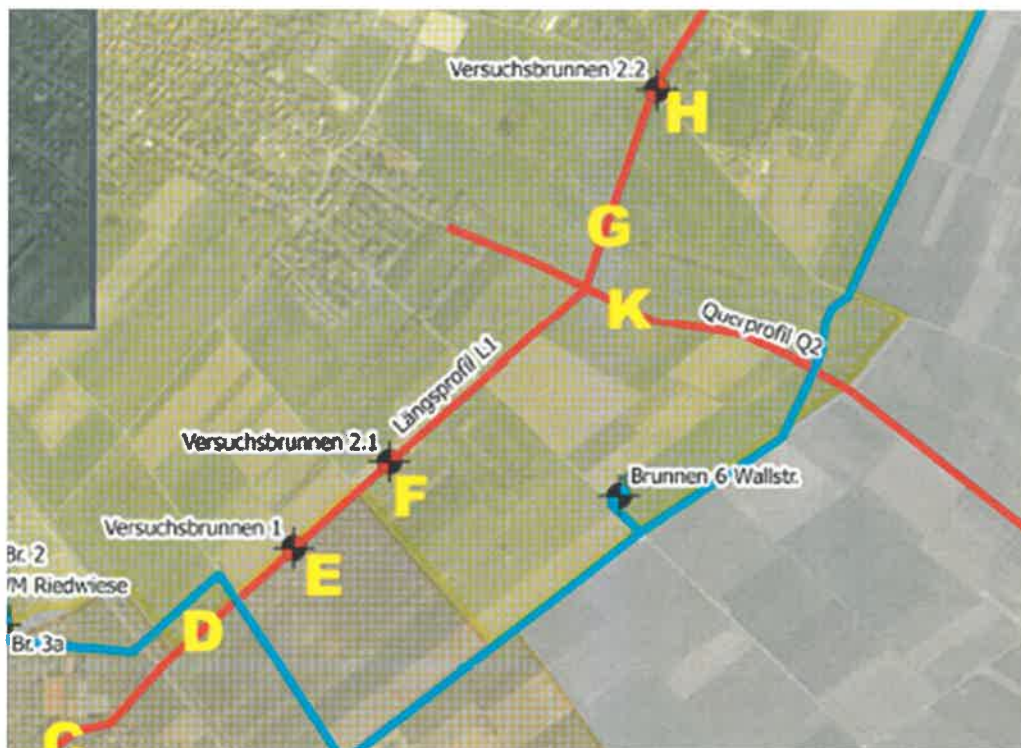 Versuchsbrunnen 2.2
H
G
K
Querprofil Q2
Längsprofil L1
Versuchsbrunnen 2.1
F
Brunnen 6 Wallstr.
Versuchsbrunnen 1
E
Br. 2
VM Riedwiese
D
Br. 3a
C